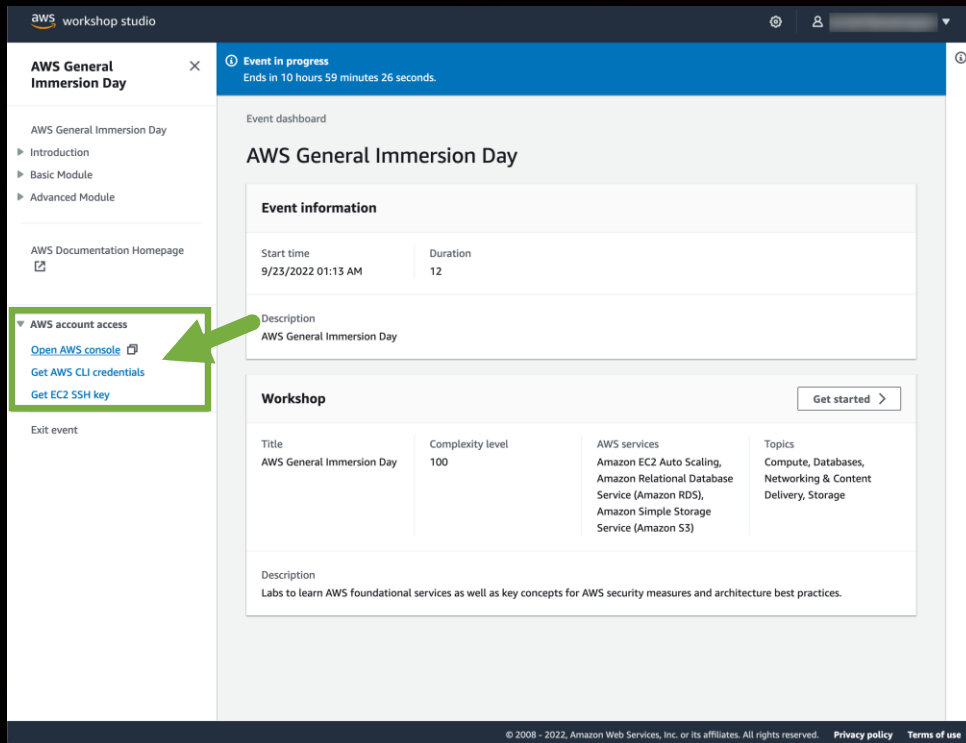 aws workshop studio
AWS General
Immersion Day
AWS General Immersion Day
Introduction
Basic Module
Advanced Module
AWS Documentation Homepage
AWS account access
Open AWS console
Get AWS CLI credentials
Get EC2 SSH key
Exit event
Event in progress
Ends in 10 hours 59 minutes 26 seconds.
Event dashboard
AWS General Immersion Day
Event information
Start time
9/23/2022 01:13 AM
Duration
12
Description
AWS General Immersion Day
Workshop
Get started
Title
AWS General Immersion Day
Complexity level
100
AWS services
Amazon EC2 Auto Scaling,
Amazon Relational Database
Service (Amazon RDS),
Amazon Simple Storage
Service (Amazon S3)
Topics
Compute, Databases,
Networking & Content
Delivery, Storage
Description
Labs to learn AWS foundational services as well as key concepts for AWS security measures and architecture best practices.
© 2008 - 2022, Amazon Web Services, Inc. or its affiliates. All rights reserved. Privacy policy Terms of use